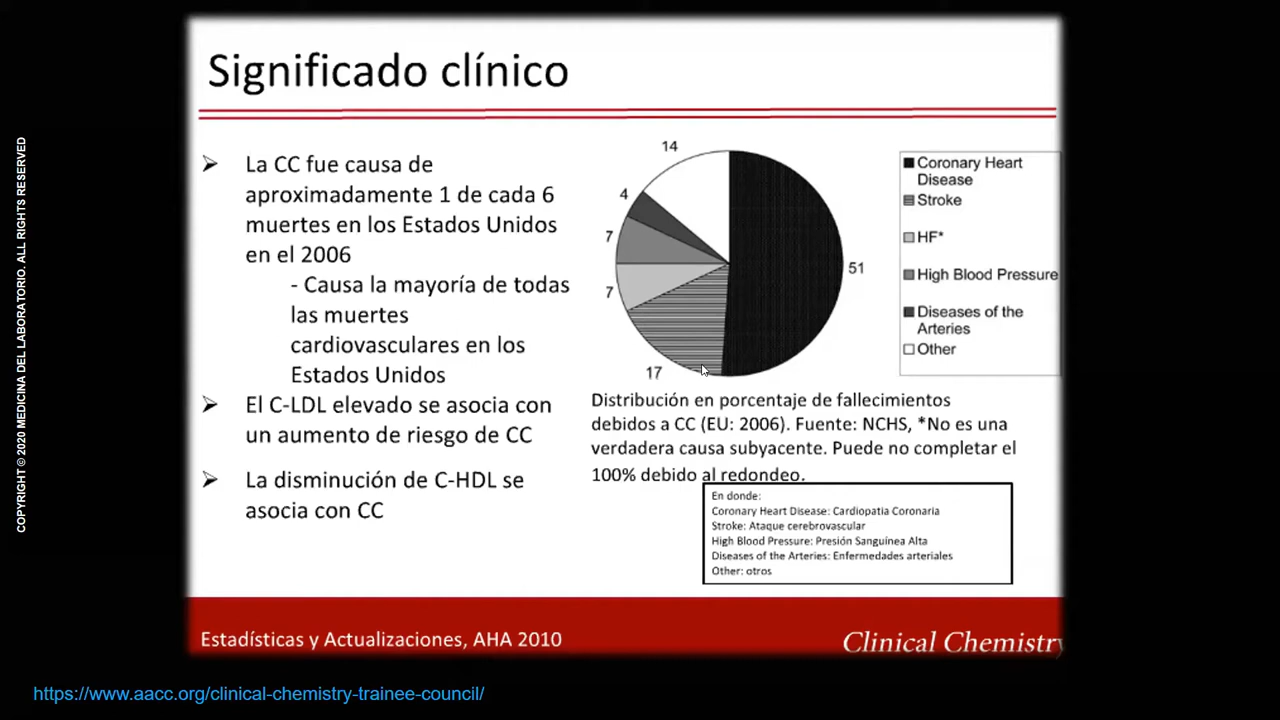 Significado clínico
➢ La CC fue causa de
aproximadamente 1 de cada 6
muertes en los Estados Unidos
en el 2006
- Causa la mayoría de todas
las muertes
cardiovasculares en los
Estados Unidos
➢ El C-LDL elevado se asocia con
un aumento de riesgo de CC
➢ La disminución de C-HDL se
asocia con CC
14
4
7
7
17
51
Coronary Heart
Disease
Stroke
HF*
High Blood Pressure
Diseases of the
Arteries
Other
Distribución en porcentaje de fallecimientos
debidos a CC (EU: 2006). Fuente: NCHS, *No es una
verdadera causa subyacente. Puede no completar el
100% debido al redondeo.
En donde:
Coronary Heart Disease: Cardiopatia Coronaria
Stroke: Ataque cerebrovascular
High Blood Pressure: Presión Sanguínea Alta
Diseases of the Arteries: Enfermedades arteriales
Other: otros
Estadísticas y Actualizaciones, AHA 2010
Clinical Chemistry
https://www.aacc.org/clinical-chemistry-trainee-council/
COPYRIGHT © 2020 MEDICINA DEL LABORATORIO. ALL RIGHTS RESERVED